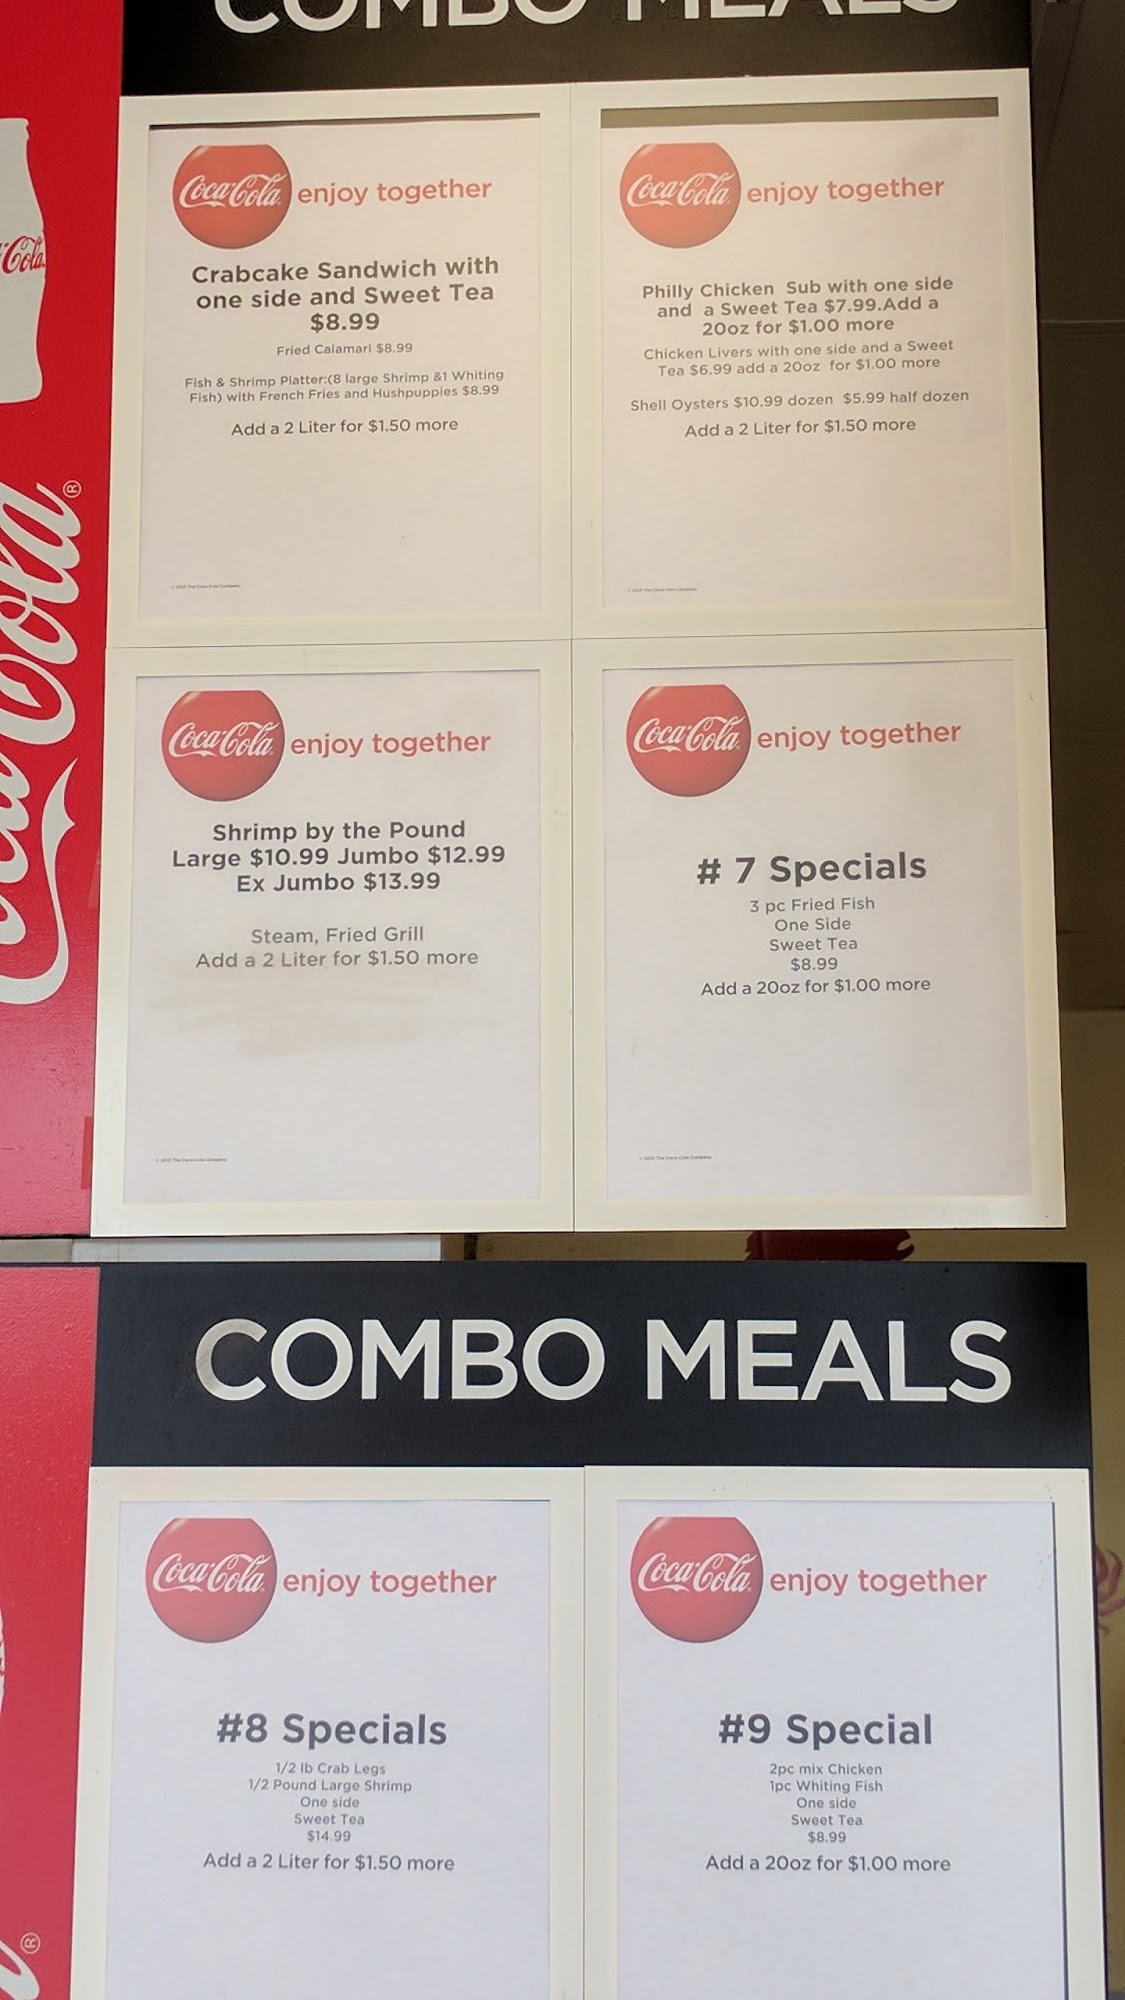 COMBO MEALS
Coca-Cola enjoy together
Crabcake Sandwich with
one side and Sweet Tea
$8.99
Fried Calamari $8.99
Fish & Shrimp Platter:(8 large Shrimp &1 Whiting
Fish) with French Fries and Hushpuppies $8.99
Add a 2 Liter for $1.50 more
Coca-Cola enjoy together
Philly Chicken Sub with one side
and a Sweet Tea $7.99.Add a
20oz for $1.00 more
Chicken Livers with one side and a Sweet
Tea $6.99 add a 20oz for $1.00 more
Shell Oysters $10.99 dozen $5.99 half dozen
Add a 2 Liter for $1.50 more
Cola
Coca-Cola®
Coca-Cola enjoy together
Shrimp by the Pound
Large $10.99 Jumbo $12.99
Ex Jumbo $13.99
Steam, Fried Grill
Add a 2 Liter for $1.50 more
Coca-Cola enjoy together
# 7 Specials
3 pc Fried Fish
One Side
Sweet Tea
$8.99
Add a 20oz for $1.00 more
COMBO MEALS
Coca-Cola enjoy together
#8 Specials
1/2 lb Crab Legs
1/2 Pound Large Shrimp
One side
Sweet Tea
$14.99
Add a 2 Liter for $1.50 more
Coca-Cola enjoy together
#9 Special
2pc mix Chicken
1pc Whiting Fish
One side
Sweet Tea
$8.99
Add a 20oz for $1.00 more